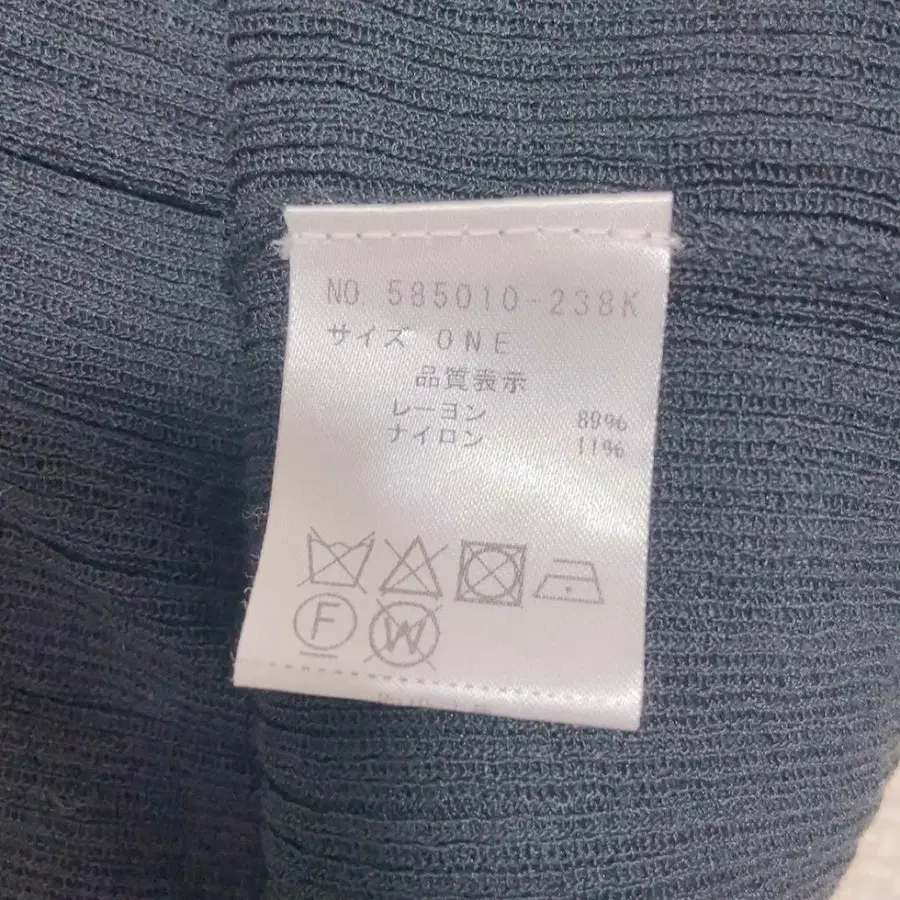 NO. 585010-238K
サイズ ONE
品質表示
レーヨン 89%
ナイロン 11%
F W